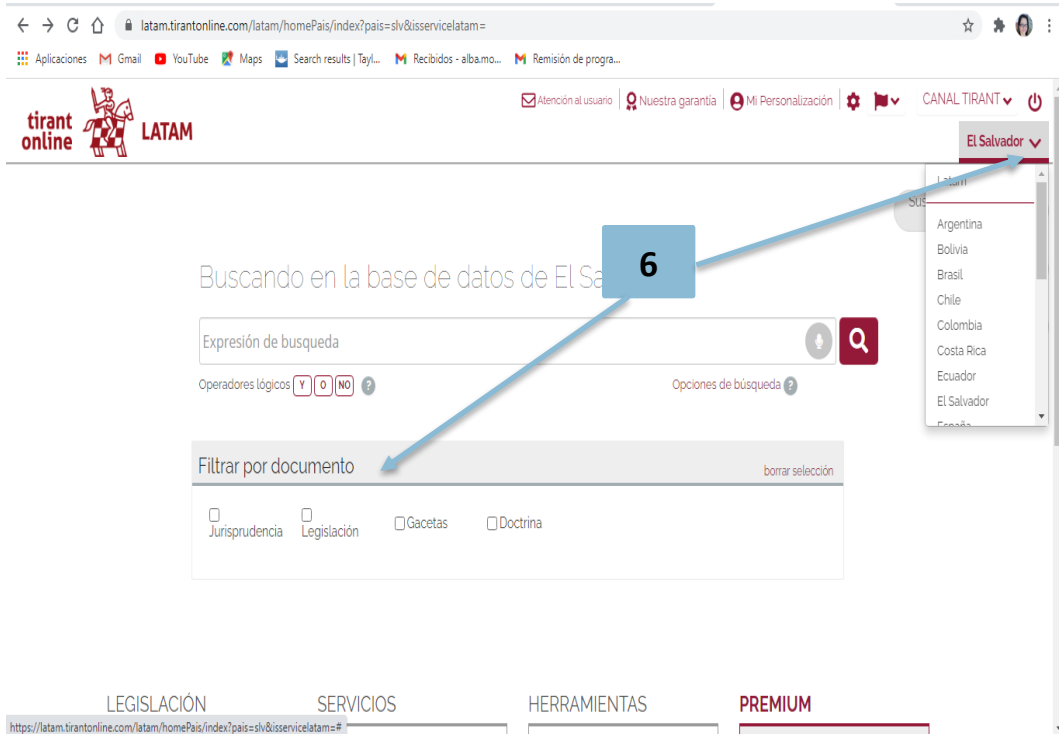 latam.tirantonline.com/latam/homePais/index?pais=slv&isservicelatam=
Aplicaciones Gmail YouTube Maps Search results | Tayl... Recibidos - alba.mo... Remisión de progra...
tirant online LATAM
Atención al usuario Nuestra garantía Mi Personalización CANAL TIRANT
El Salvador
Latam
Argentina
Bolivia
Brasil
Chile
Colombia
Costa Rica
Ecuador
El Salvador
España
Sus
6
Buscando en la base de datos de El Sa
Expresión de busqueda
Operadores lógicos Y O NO ? Opciones de búsqueda ?
Filtrar por documento borrar selección
Jurisprudencia Legislación Gacetas Doctrina
LEGISLACIÓN SERVICIOS HERRAMIENTAS PREMIUM
https://latam.tirantonline.com/latam/homePais/index?pais=slv&isservicelatam=#